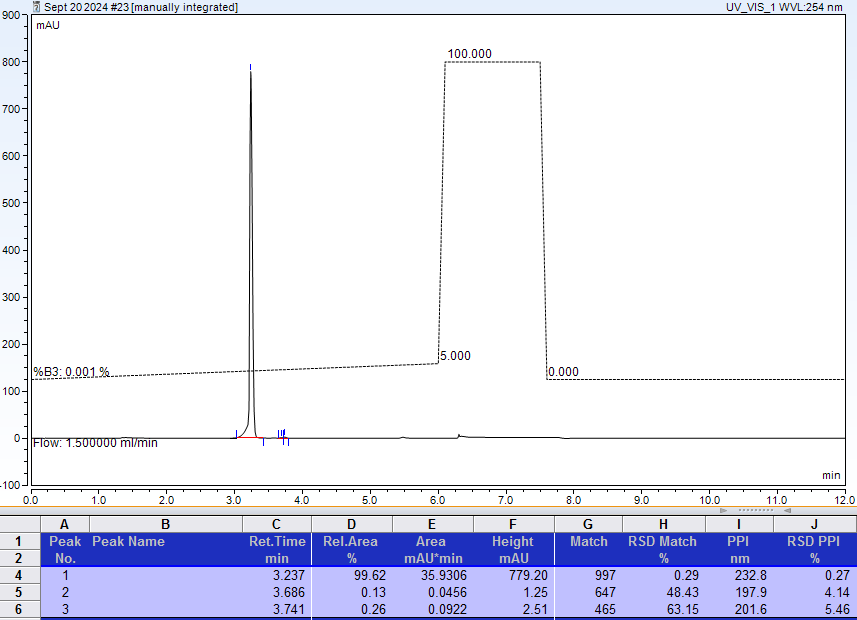 Sept 20 2024 #23 [manually integrated] UV_VIS_1 WVL:254 nm
900 mAU
800
700
600
500
400
300
200
100
0
-100
100.000
5.000
%B3: 0.001 %
0.000
Flow: 1.500000 ml/min
min
0.0 1.0 2.0 3.0 4.0 5.0 6.0 7.0 8.0 9.0 10.0 11.0 12.0
A B C D E F G H I J
1 Peak Peak Name Ret.Time Rel.Area Area Height Match RSD Match PPI RSD PPI
2 No. min % mAU*min mAU % nm %
4 1 3.237 99.62 35.9306 779.20 997 0.29 232.8 0.27
5 2 3.686 0.13 0.0456 1.25 647 48.43 197.9 4.14
6 3 3.741 0.26 0.0922 2.51 465 63.15 201.6 5.46